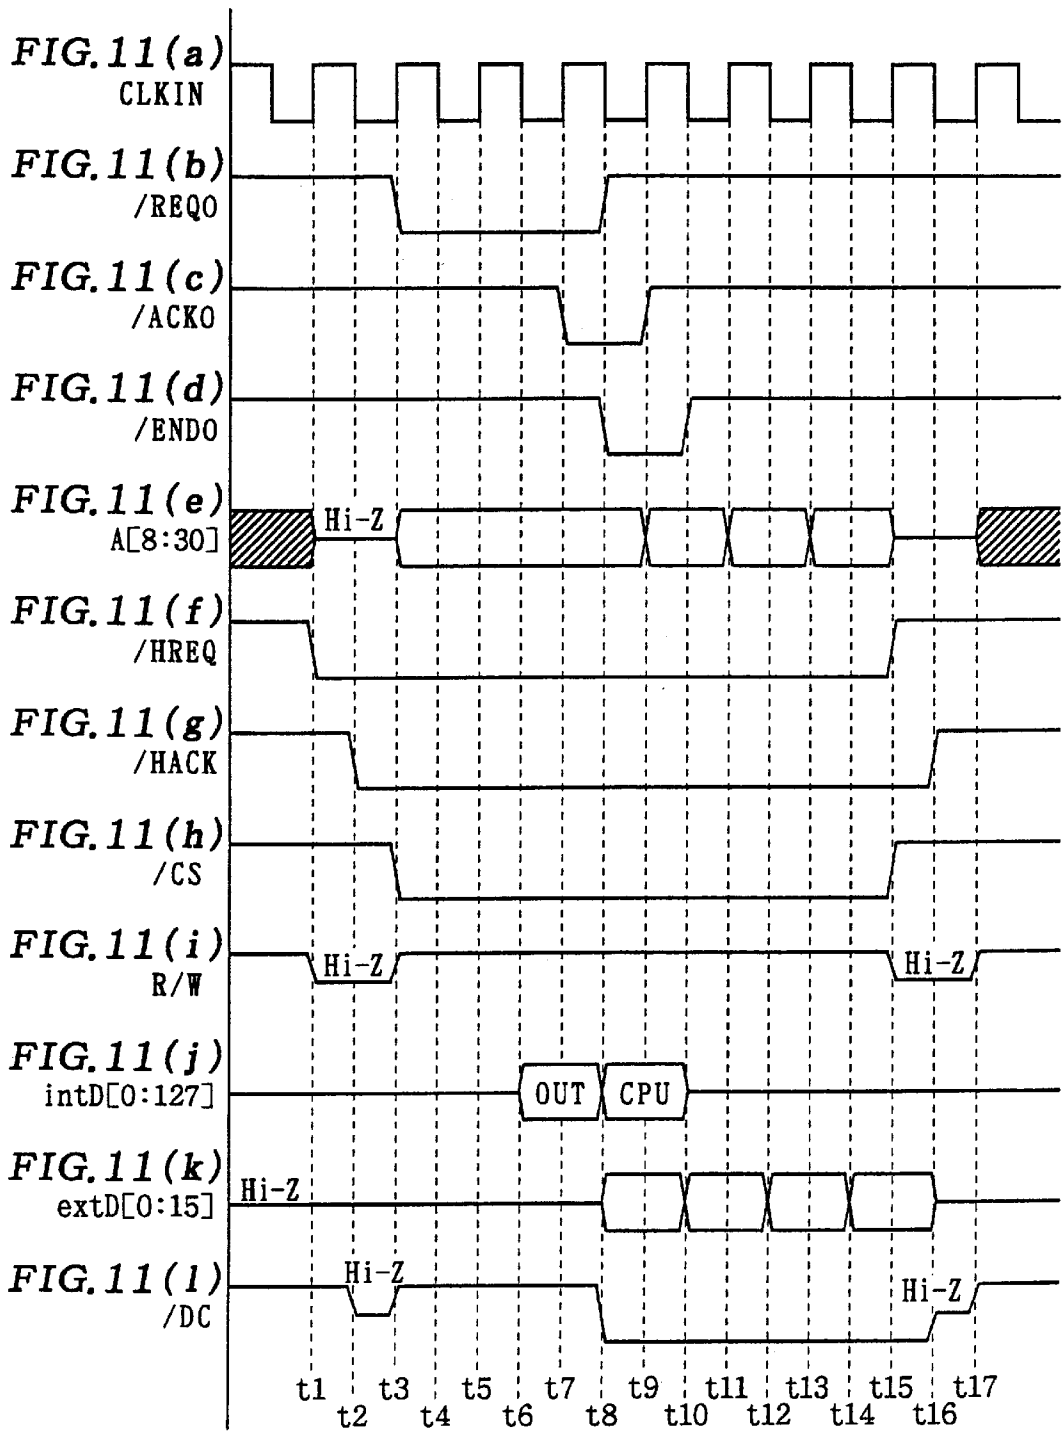 FIG.11(a)
CLKIN
FIG.11(b)
/REQO
FIG.11(c)
/ACKO
FIG.11(d)
/ENDO
FIG.11(e)
Hi-Z
A[8:30]
FIG.11(f)
/HREQ
FIG.11(g)
/HACK
FIG.11(h)
/CS
FIG.11(i)
Hi-Z Hi-Z
R/W
FIG.11(j)
intD[0:127] OUT CPU
FIG.11(k)
Hi-Z
extD[0:15]
FIG.11(l)
Hi-Z Hi-Z
/DC
t1 t3 t5 t7 t9 t11 t13 t15 t17
t2 t4 t6 t8 t10 t12 t14 t16